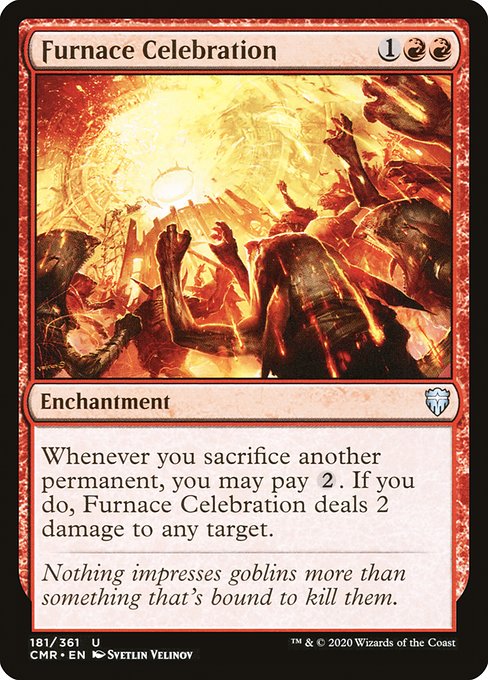 Furnace Celebration 1
Enchantment
Whenever you sacrifice another
permanent, you may pay 2. If you
do, Furnace Celebration deals 2
damage to any target.
Nothing impresses goblins more than
something that's bound to kill them.
181/361 U
CMR • EN Svetlin Velinov
™ & © 2020 Wizards of the Coast